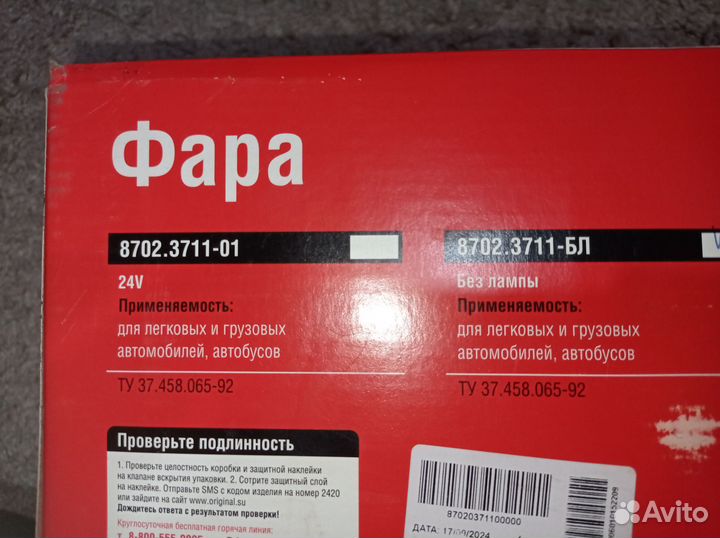 Фара
8702.3711-01
24V
Применяемость:
для легковых и грузовых
автомобилей, автобусов
ТУ 37.458.065-92
8702.3711-БЛ
Без лампы
Применяемость:
для легковых и грузовых
автомобилей, автобусов
ТУ 37.458.065-92
Проверьте подлинность
1. Проверьте целостность коробки и защитной наклейки
на клапане вскрытия упаковки. 2. Сотрите защитный слой
на наклейке. Отправьте SMS с кодом изделия на номер 2420
или зайдите на сайт www.original.su
Дождитесь ответа с результатом проверки!
Круглосуточная бесплатная горячая линия:
87020371100000
ДАТА: 17/09/2024
Avito